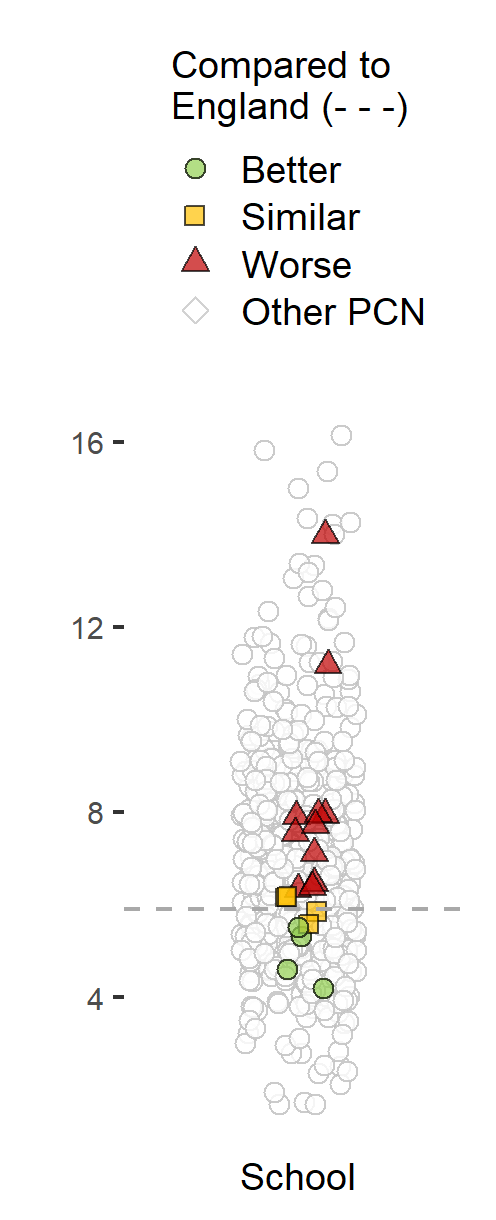 Compared to
England (- - -)
Better
Similar
Worse
Other PCN
16
12
8
4
School